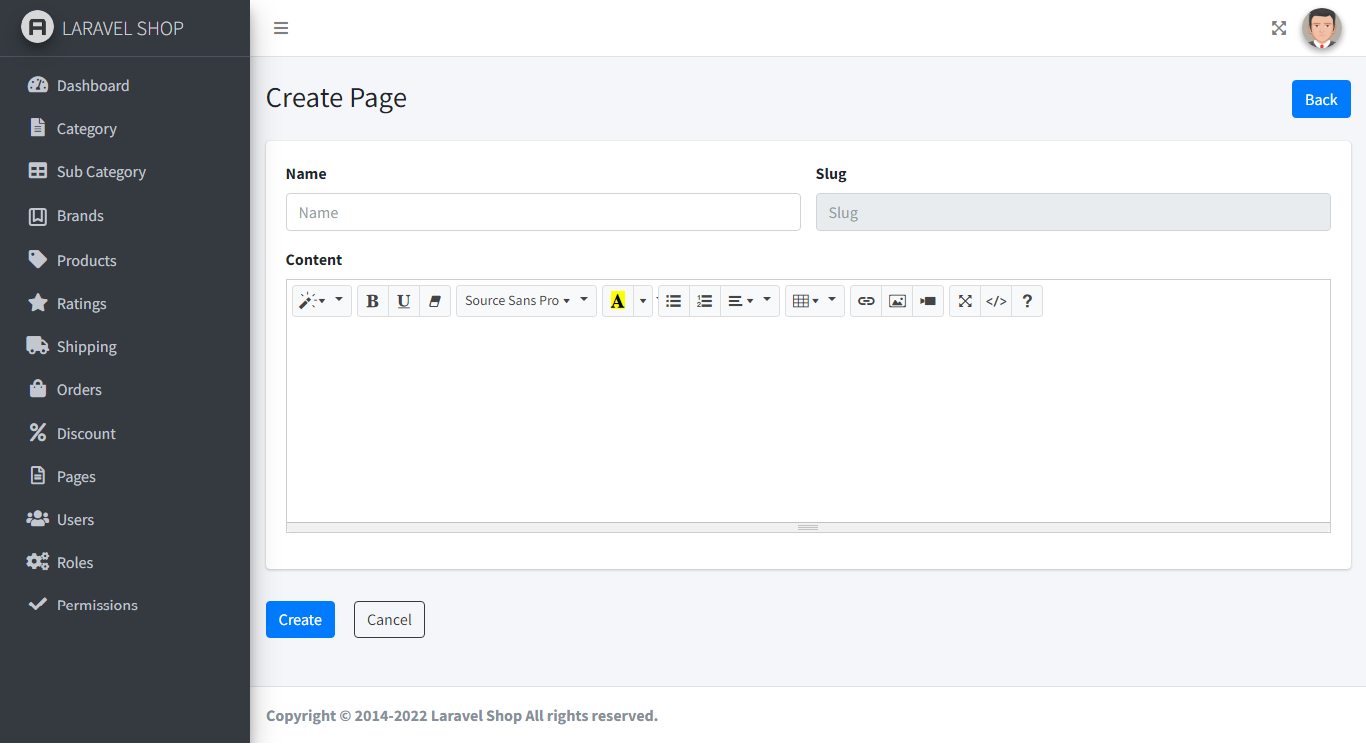 LARAVEL SHOP
Dashboard
Category
Sub Category
Brands
Products
Ratings
Shipping
Orders
Discount
Pages
Users
Roles
Permissions
Create Page
Back
Name
Slug
Name
Slug
Content
B U Source Sans Pro A </> ?
Create
Cancel
Copyright © 2014-2022 Laravel Shop All rights reserved.